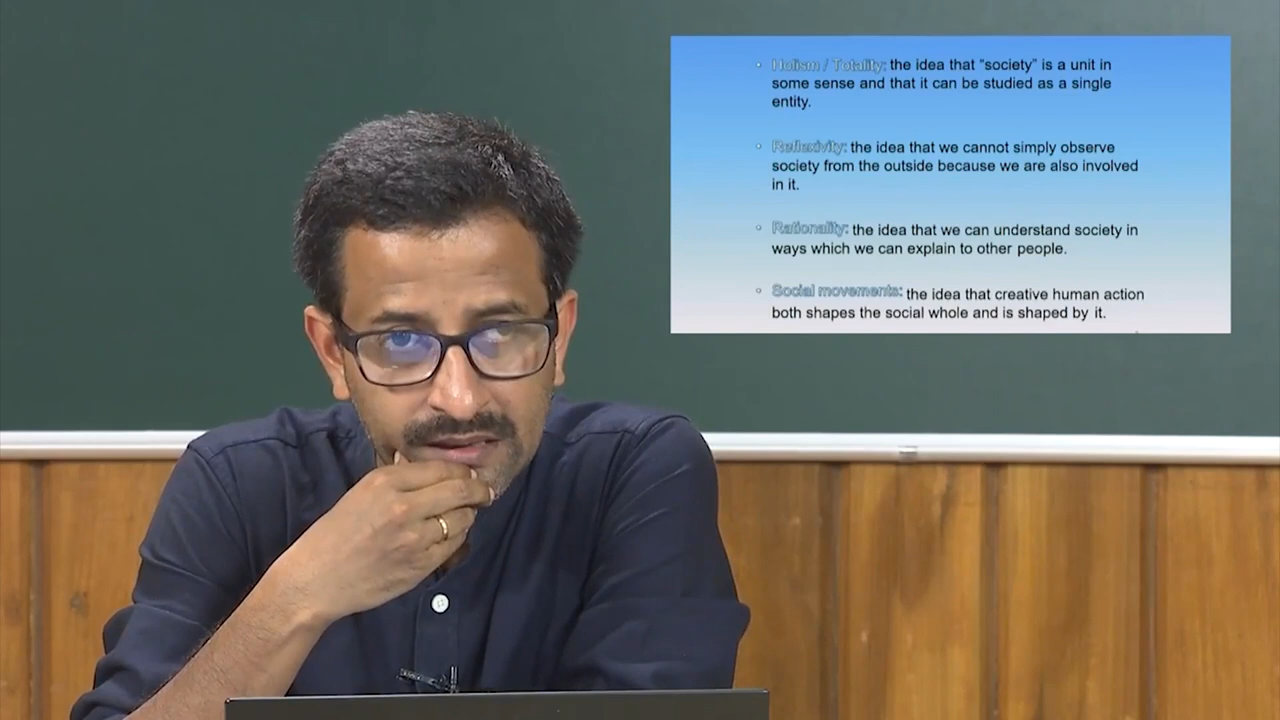 • Holism / Totality: the idea that "society" is a unit in
some sense and that it can be studied as a single
entity.
• Reflexivity: the idea that we cannot simply observe
society from the outside because we are also involved
in it.
• Rationality: the idea that we can understand society in
ways which we can explain to other people.
• Social movements: the idea that creative human action
both shapes the social whole and is shaped by it.